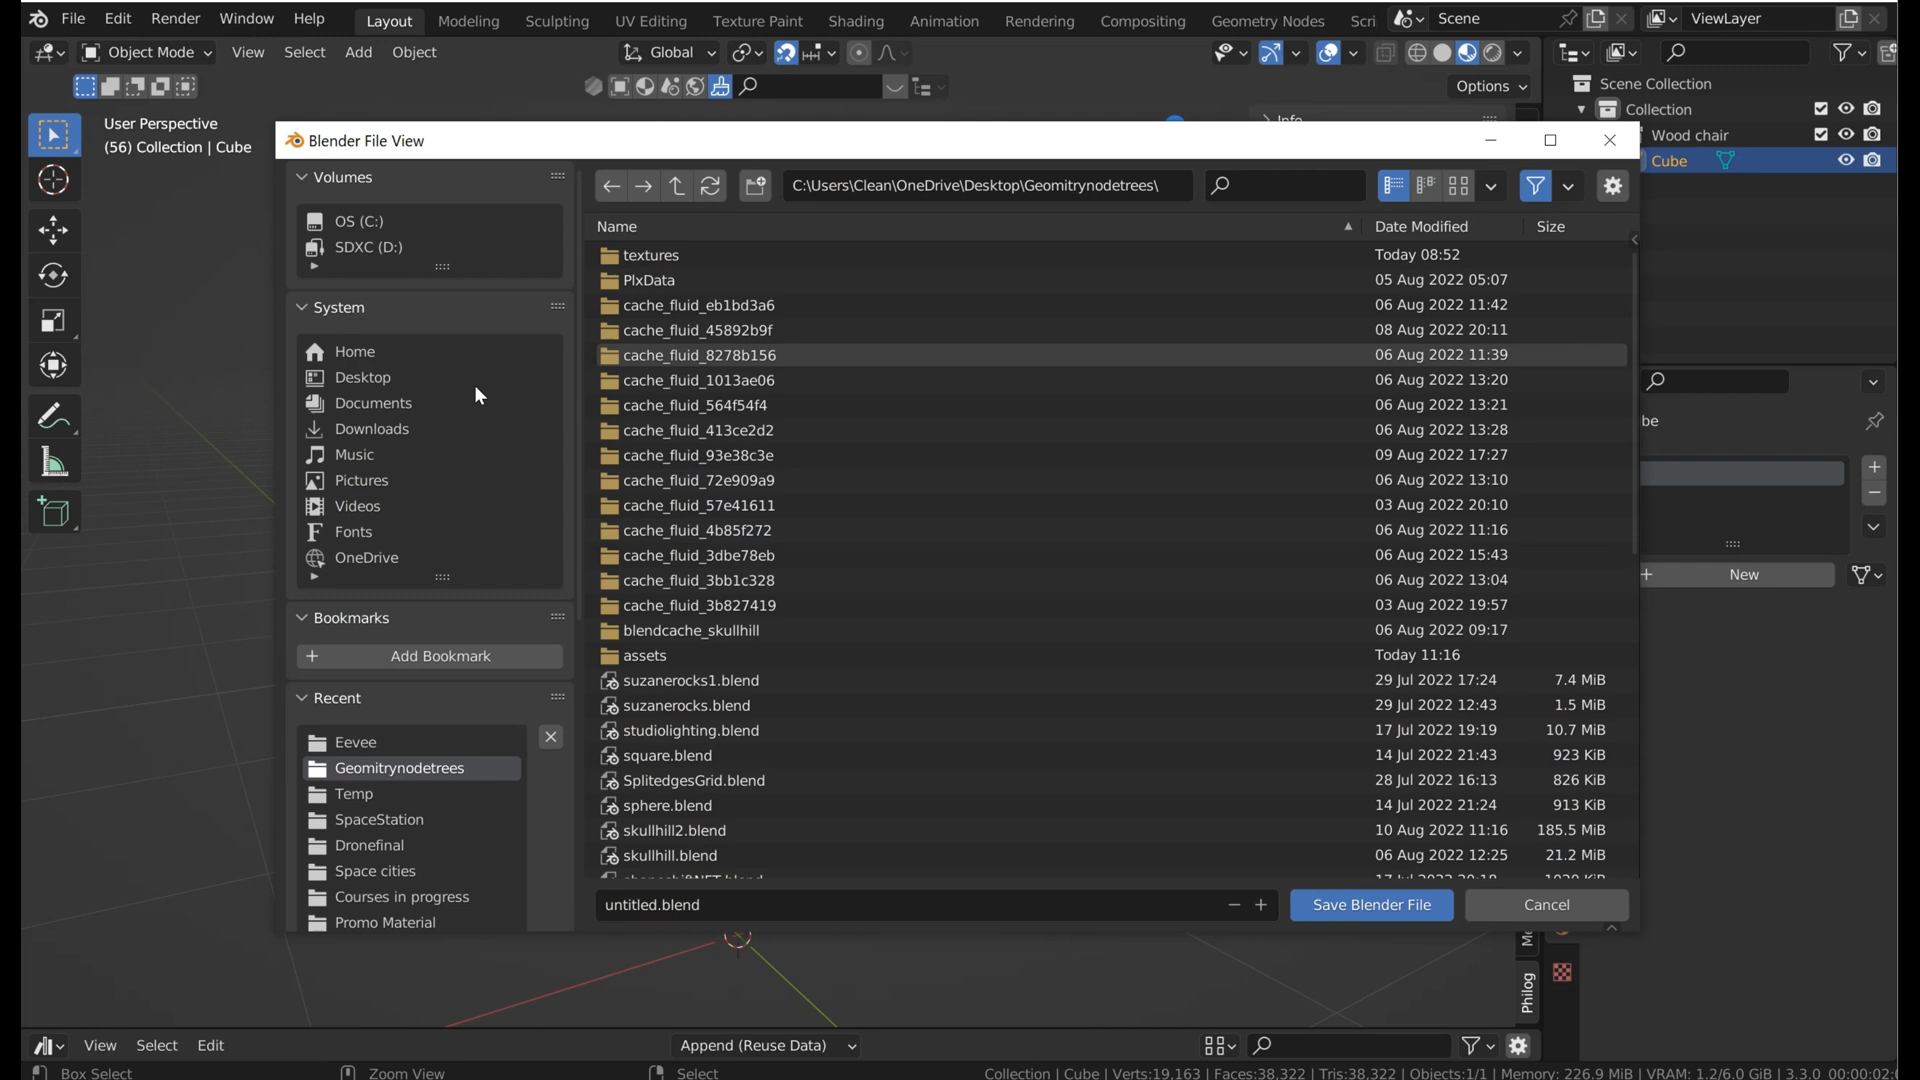 File Edit Render Window Help Layout Modeling Sculpting UV Editing Texture Paint Shading Animation Rendering Compositing Geometry Nodes Scri Scene ViewLayer
Object Mode View Select Add Object Global
Options
Scene Collection
Collection
Wood chair
Cube
User Perspective
(56) Collection | Cube
Info
Blender File View
Volumes
OS (C:)
SDXC (D:)
System
Home
Desktop
Documents
Downloads
Music
Pictures
Videos
Fonts
OneDrive
Bookmarks
Add Bookmark
Recent
Eevee
Geomitrynodetrees
Temp
SpaceStation
Dronefinal
Space cities
Courses in progress
Promo Material
C:\Users\Clean\OneDrive\Desktop\Geomitrynodetrees\
Name Date Modified Size
textures Today 08:52
PlxData 05 Aug 2022 05:07
cache_fluid_eb1bd3a6 06 Aug 2022 11:42
cache_fluid_45892b9f 08 Aug 2022 20:11
cache_fluid_8278b156 06 Aug 2022 11:39
cache_fluid_1013ae06 06 Aug 2022 13:20
cache_fluid_564f54f4 06 Aug 2022 13:21
cache_fluid_413ce2d2 06 Aug 2022 13:28
cache_fluid_93e38c3e 09 Aug 2022 17:27
cache_fluid_72e909a9 06 Aug 2022 13:10
cache_fluid_57e41611 03 Aug 2022 20:10
cache_fluid_4b85f272 06 Aug 2022 11:16
cache_fluid_3dbe78eb 06 Aug 2022 15:43
cache_fluid_3bb1c328 06 Aug 2022 13:04
cache_fluid_3b827419 03 Aug 2022 19:57
blendcache_skullhill 06 Aug 2022 09:17
assets Today 11:16
suzanerocks1.blend 29 Jul 2022 17:24 7.4 MiB
suzanerocks.blend 29 Jul 2022 12:43 1.5 MiB
studiolighting.blend 17 Jul 2022 19:19 10.7 MiB
square.blend 14 Jul 2022 21:43 923 KiB
SplitedgesGrid.blend 28 Jul 2022 16:13 826 KiB
sphere.blend 14 Jul 2022 21:24 913 KiB
skullhill2.blend 10 Aug 2022 11:16 185.5 MiB
skullhill.blend 06 Aug 2022 12:25 21.2 MiB
untitled.blend
Save Blender File
Cancel
be
New
Philog
View Select Edit Append (Reuse Data)
Box Select Zoom View Select Collection | Cube | Verts:19,163 | Faces:38,322 | Tris:38,322 | Objects:1/1 | Memory: 226.9 MiB | VRAM: 1.2/6.0 GiB | 3.3.0 00:00:02:0